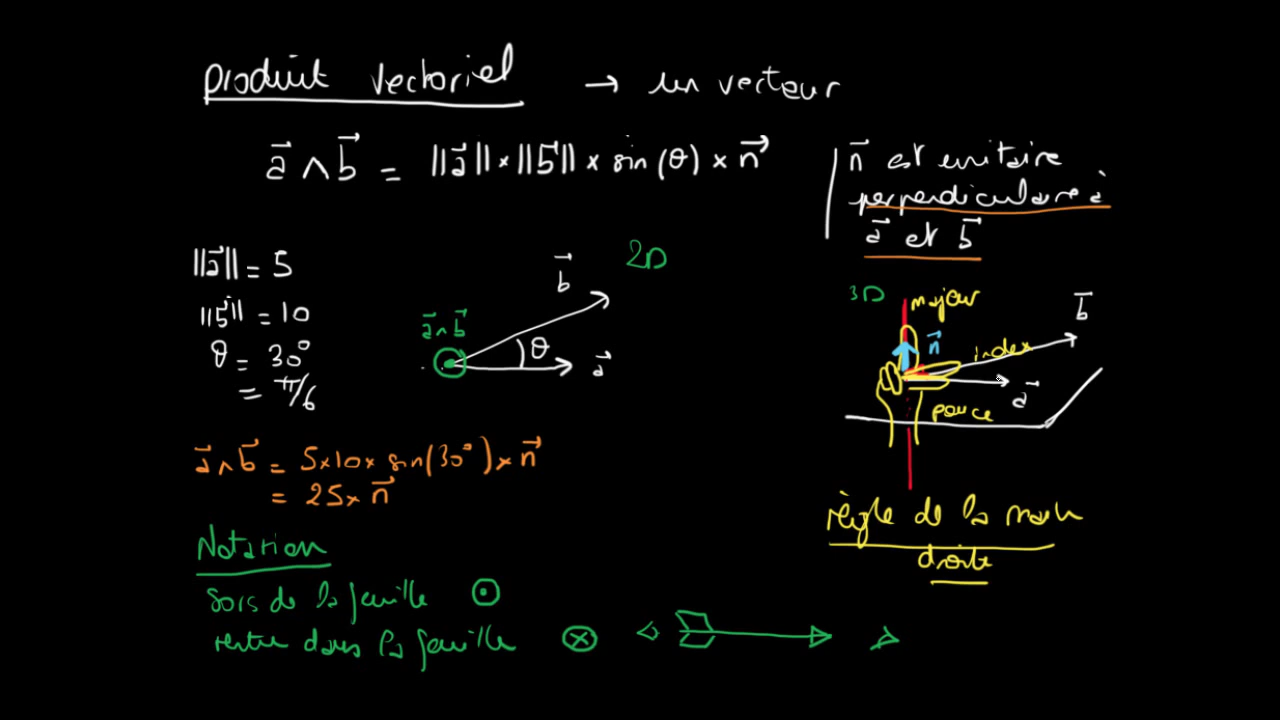 Produit vectoriel → un vecteur
a⃗ ∧ b⃗ = ||a⃗|| × ||b⃗|| × sin(θ) × n⃗
n⃗ est unitaire
perpendiculaire à
a⃗ et b⃗
||a⃗|| = 5
||b⃗|| = 10
θ = 30°
= π/6
2D
b⃗
a⃗∧b⃗
θ
a⃗
3D
majeur
b⃗
n⃗
index
a⃗
pouce
a⃗∧b⃗ = 5×10× sin(30°) × n⃗
= 25× n⃗
règle de la main
droite
Notation
sors de la feuille ⊙
rentre dans la feuille ⊗